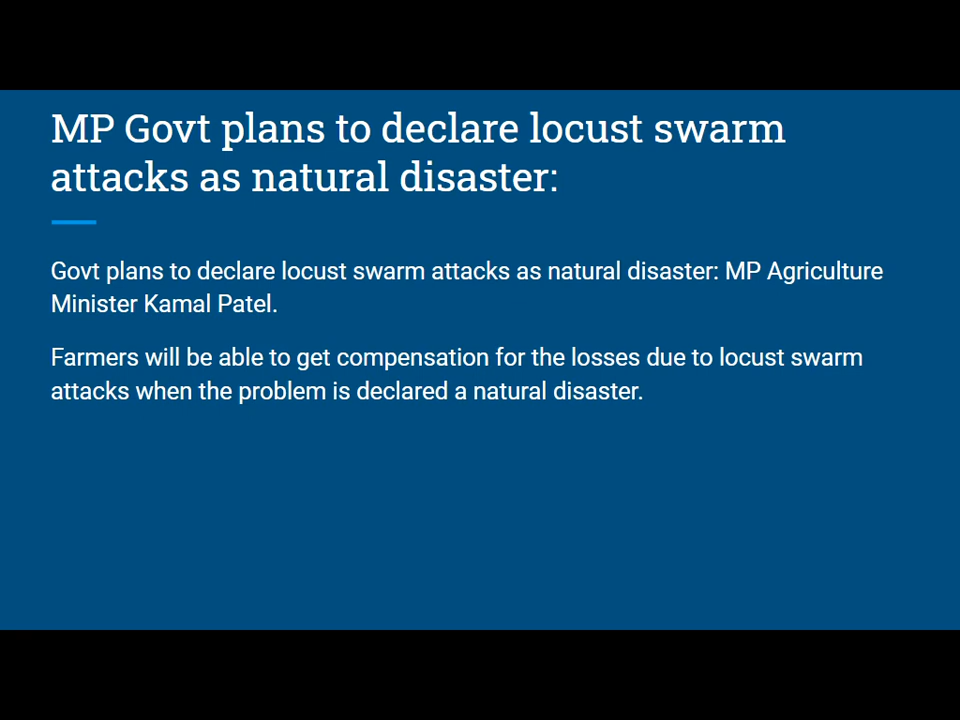 MP Govt plans to declare locust swarm
attacks as natural disaster:
Govt plans to declare locust swarm attacks as natural disaster: MP Agriculture
Minister Kamal Patel.
Farmers will be able to get compensation for the losses due to locust swarm
attacks when the problem is declared a natural disaster.